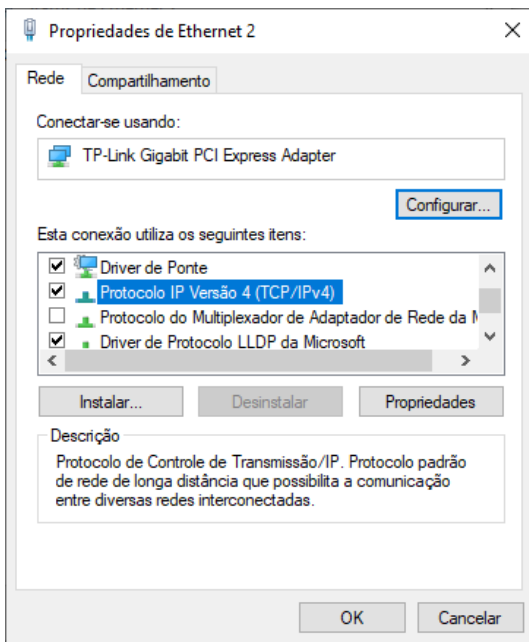 Propriedades de Ethernet 2
Rede
Compartilhamento
Conectar-se usando:
TP-Link Gigabit PCI Express Adapter
Configurar...
Esta conexão utiliza os seguintes itens:
Driver de Ponte
Protocolo IP Versão 4 (TCP/IPv4)
Protocolo do Multiplexador de Adaptador de Rede da M
Driver de Protocolo LLDP da Microsoft
Instalar...
Desinstalar
Propriedades
Descrição
Protocolo de Controle de Transmissão/IP. Protocolo padrão
de rede de longa distância que possibilita a comunicação
entre diversas redes interconectadas.
OK
Cancelar